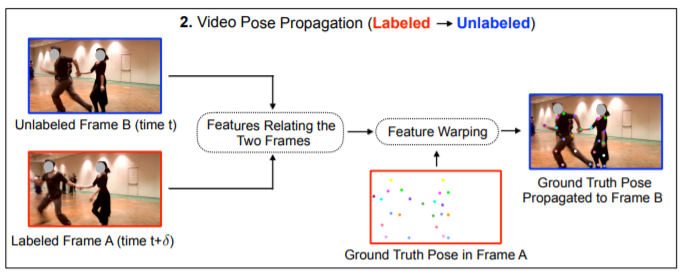 2. Video Pose Propagation (Labeled → Unlabeled)
Unlabeled Frame B (time t)
Features Relating the
Two Frames
Feature Warping
Labeled Frame A (time t+δ)
Ground Truth Pose in Frame A
Ground Truth Pose
Propagated to Frame B